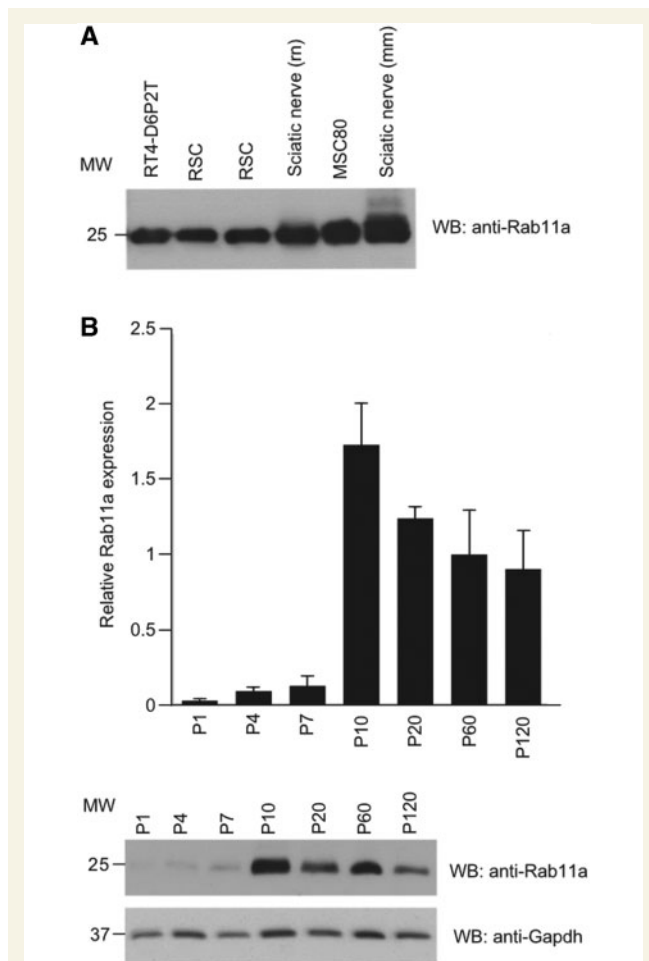 A
RT4-D6P2T
RSC
RSC
Sciatic nerve (rn)
MSC80
Sciatic nerve (mm)
MW
25
WB: anti-Rab11a
B
Relative Rab11a expression
2.5
2
1.5
1
0.5
0
P1
P4
P7
P10
P20
P60
P120
MW
P1
P4
P7
P10
P20
P60
P120
25
WB: anti-Rab11a
37
WB: anti-Gapdh